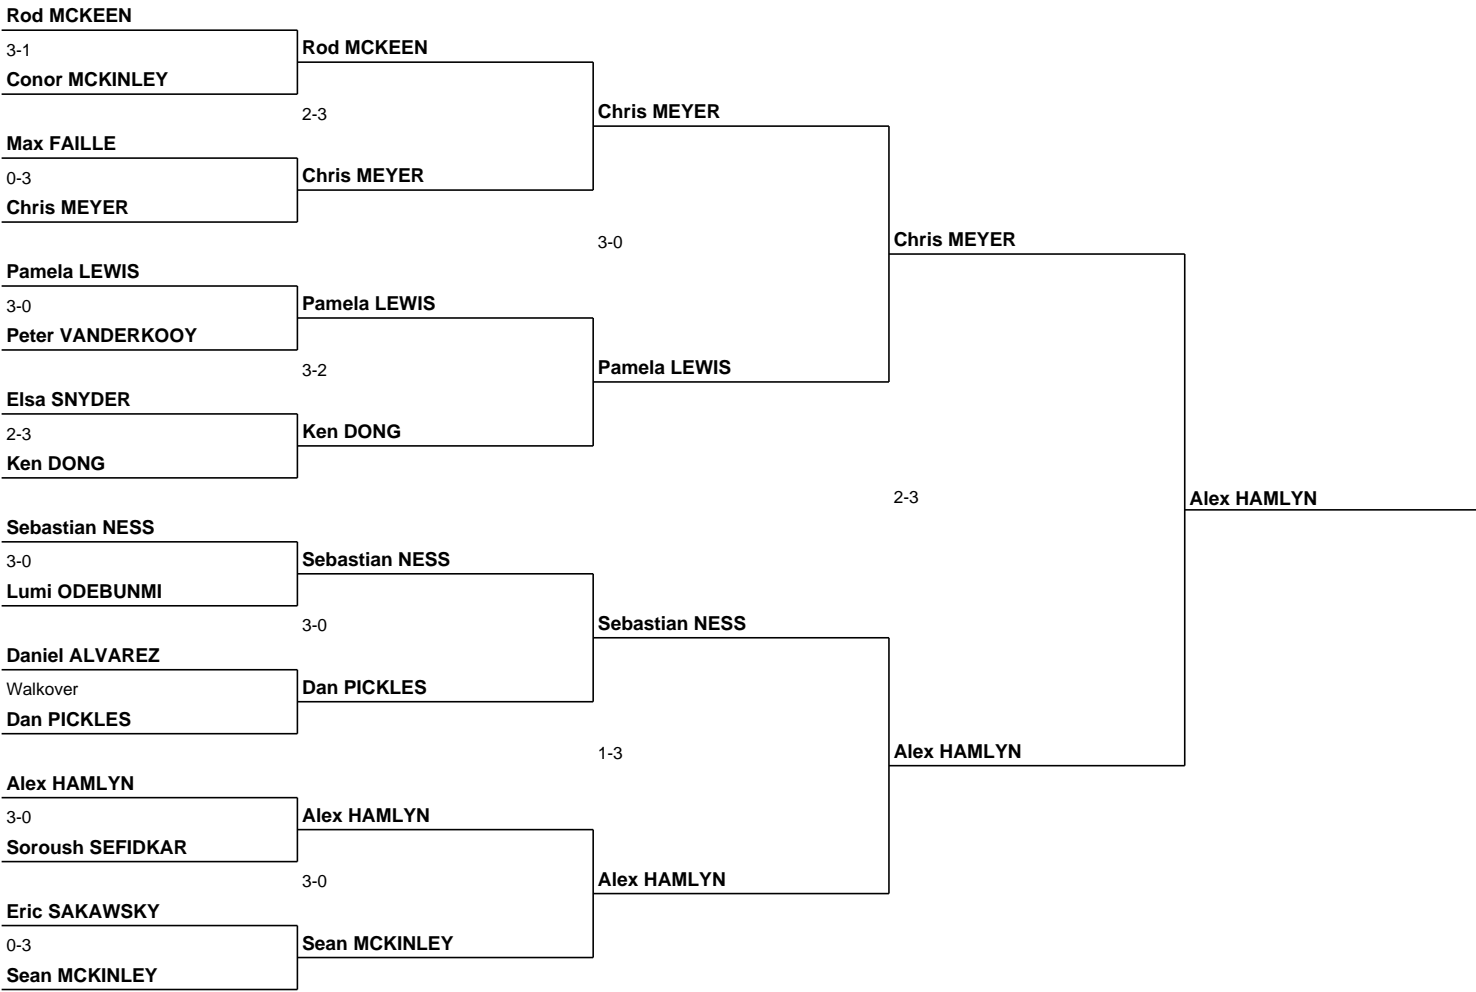 Rod MCKEEN
3-1
Conor MCKINLEY
Max FAILLE
0-3
Chris MEYER
Pamela LEWIS
3-0
Peter VANDERKOOY
Elsa SNYDER
2-3
Ken DONG
Sebastian NESS
3-0
Lumi ODEBUNMI
Daniel ALVAREZ
Walkover
Dan PICKLES
Alex HAMLYN
3-0
Soroush SEFIDKAR
Eric SAKAWSKY
0-3
Sean MCKINLEY
Rod MCKEEN
2-3
Chris MEYER
Pamela LEWIS
3-2
Ken DONG
Sebastian NESS
3-0
Dan PICKLES
Alex HAMLYN
3-0
Sean MCKINLEY
Chris MEYER
3-0
Pamela LEWIS
Sebastian NESS
1-3
Alex HAMLYN
Chris MEYER
2-3
Alex HAMLYN
Alex HAMLYN